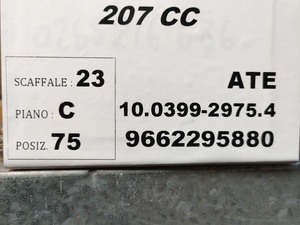 207 CC
SCAFFALE : 23
PIANO : C
POSIZ. 75
ATE
10.0399-2975.4
9662295880